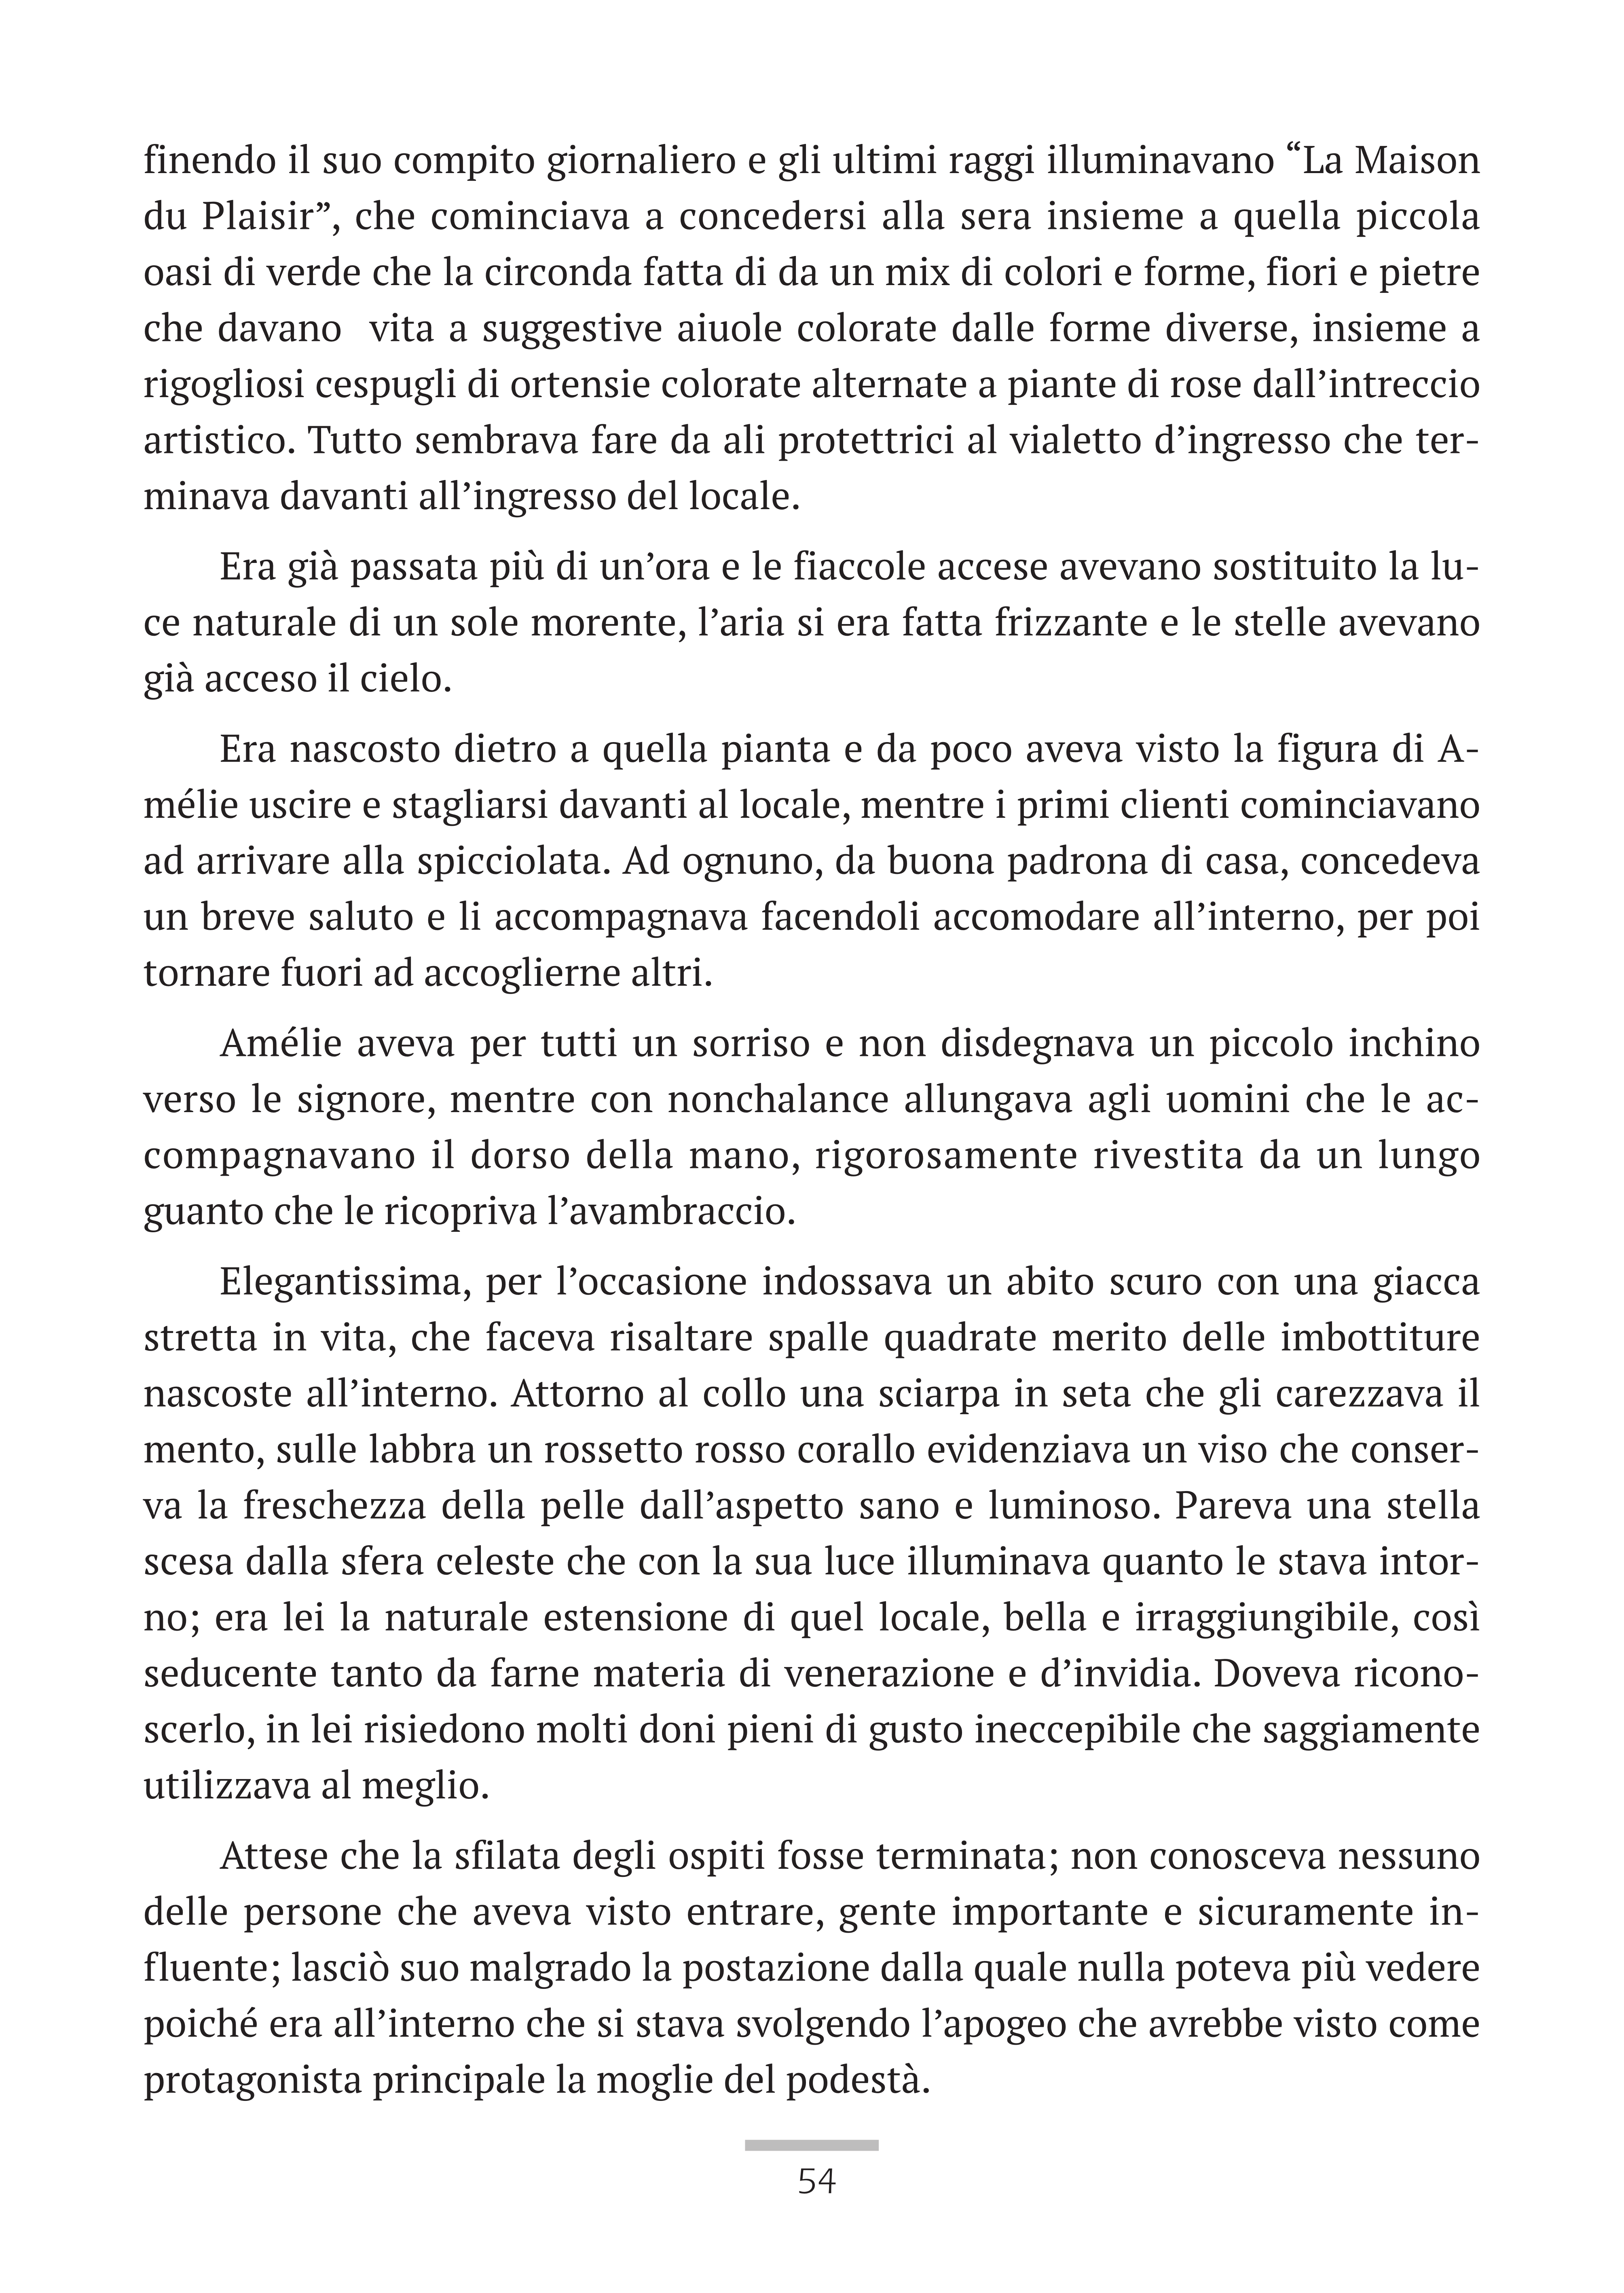 finendo il suo compito giornaliero e gli ultimi raggi illuminavano “La Maison
du Plaisir”, che cominciava a concedersi alla sera insieme a quella piccola
oasi di verde che la circonda fatta di da un mix di colori e forme, fiori e pietre
che davano  vita a suggestive aiuole colorate dalle forme diverse, insieme a
rigogliosi cespugli di ortensie colorate alternate a piante di rose dall’intreccio
artistico. Tutto sembrava fare da ali protettrici al vialetto d’ingresso che ter-
minava davanti all’ingresso del locale.
Era già passata più di un’ora e le fiaccole accese avevano sostituito la lu-
ce naturale di un sole morente, l’aria si era fatta frizzante e le stelle avevano
già acceso il cielo.
Era nascosto dietro a quella pianta e da poco aveva visto la figura di A-
mélie uscire e stagliarsi davanti al locale, mentre i primi clienti cominciavano
ad arrivare alla spicciolata. Ad ognuno, da buona padrona di casa, concedeva
un breve saluto e li accompagnava facendoli accomodare all’interno, per poi
tornare fuori ad accoglierne altri.
Amélie aveva per tutti un sorriso e non disdegnava un piccolo inchino
verso le signore, mentre con nonchalance allungava agli uomini che le ac-
compagnavano il dorso della mano, rigorosamente rivestita da un lungo
guanto che le ricopriva l’avambraccio.
Elegantissima, per l’occasione indossava un abito scuro con una giacca
stretta in vita, che faceva risaltare spalle quadrate merito delle imbottiture
nascoste all’interno. Attorno al collo una sciarpa in seta che gli carezzava il
mento, sulle labbra un rossetto rosso corallo evidenziava un viso che conser-
va la freschezza della pelle dall’aspetto sano e luminoso. Pareva una stella
scesa dalla sfera celeste che con la sua luce illuminava quanto le stava intor-
no; era lei la naturale estensione di quel locale, bella e irraggiungibile, così
seducente tanto da farne materia di venerazione e d’invidia. Doveva ricono-
scerlo, in lei risiedono molti doni pieni di gusto ineccepibile che saggiamente
utilizzava al meglio.
Attese che la sfilata degli ospiti fosse terminata; non conosceva nessuno
delle persone che aveva visto entrare, gente importante e sicuramente in-
fluente; lasciò suo malgrado la postazione dalla quale nulla poteva più vedere
poiché era all’interno che si stava svolgendo l’apogeo che avrebbe visto come
protagonista principale la moglie del podestà.
54